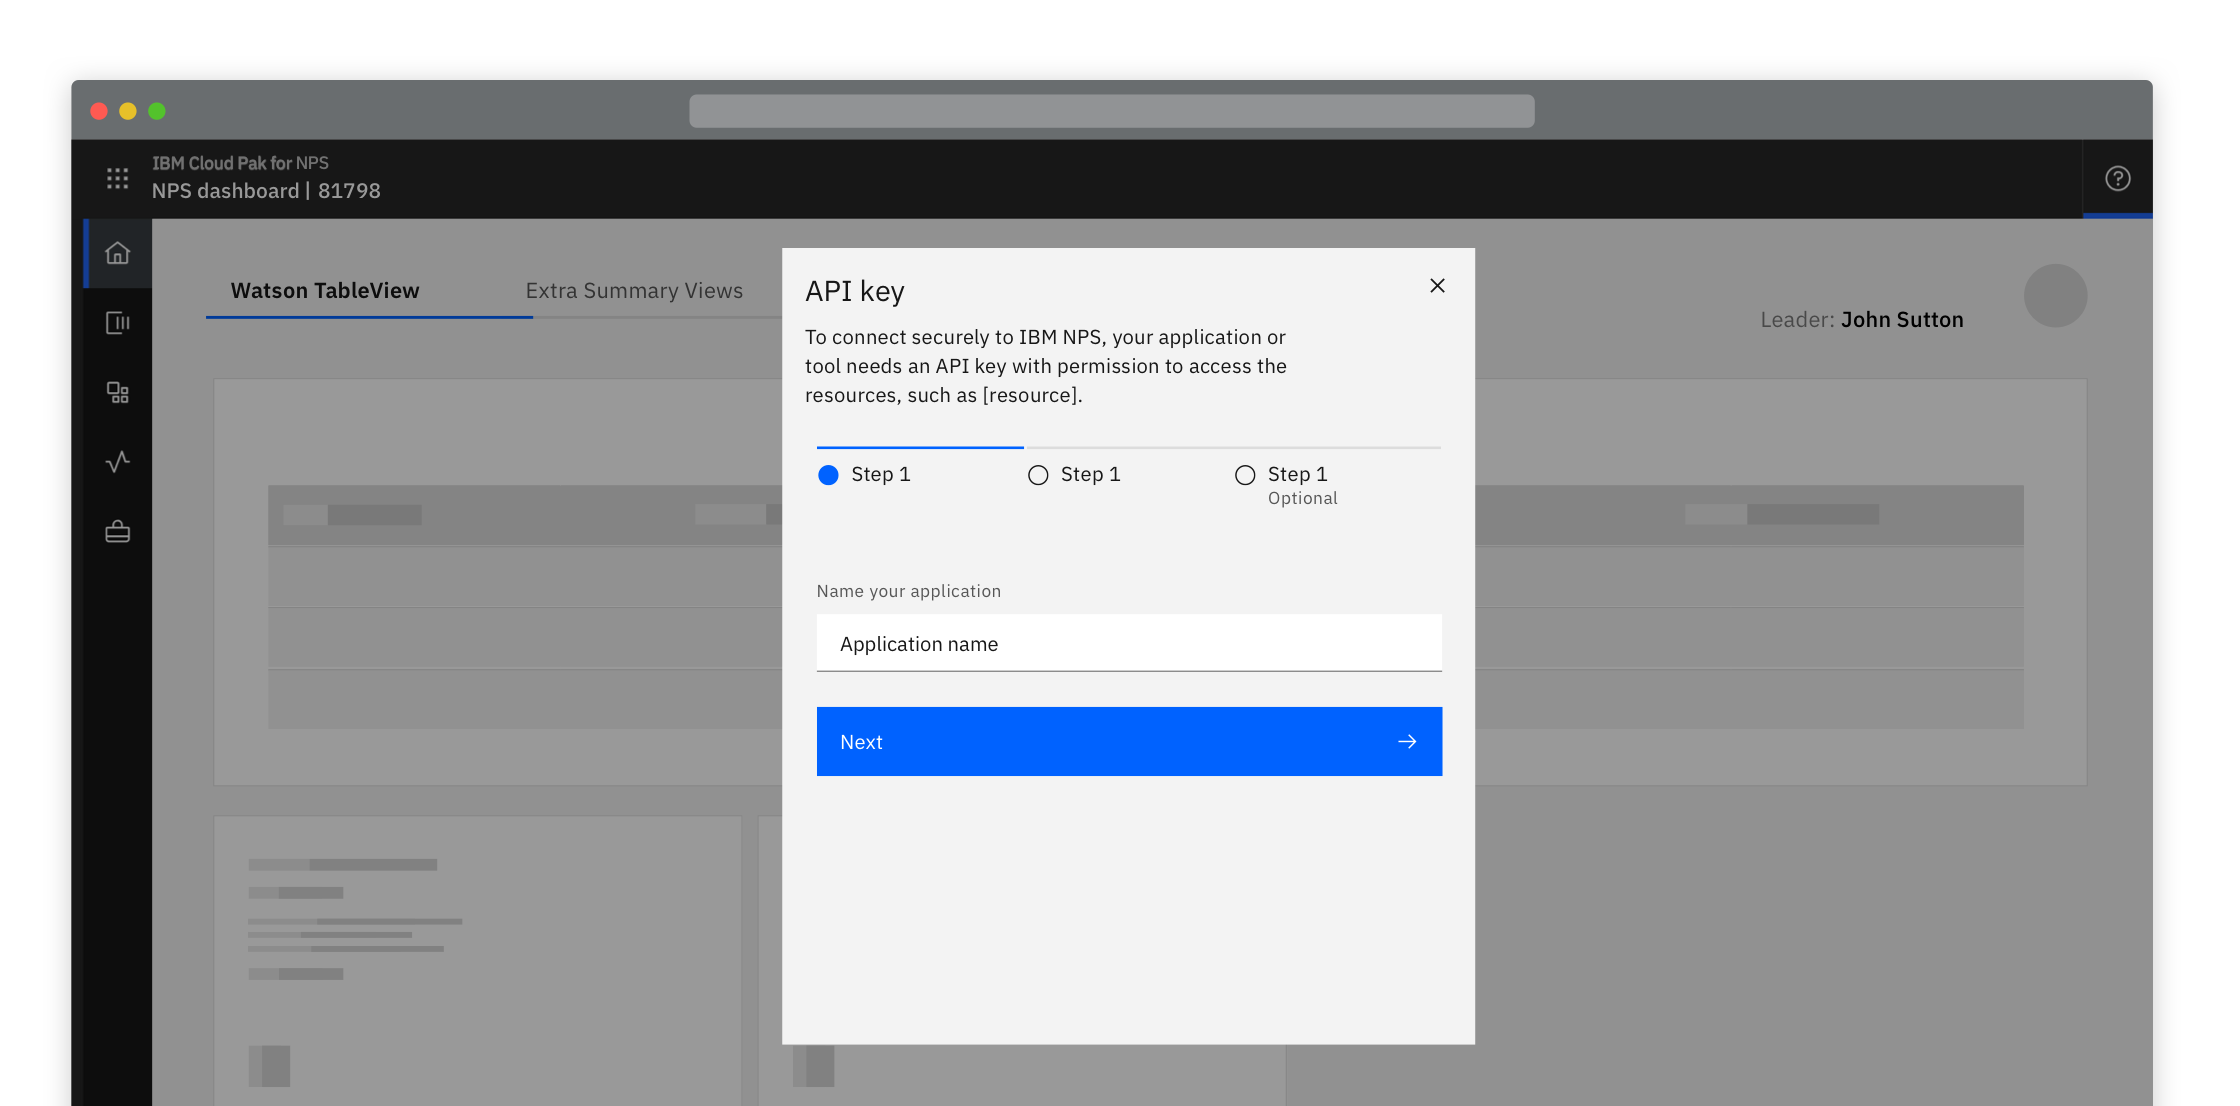 IBM Cloud Pak for NPS
NPS dashboard | 81798
Watson TableView
Extra Summary Views
Leader: John Sutton
API key
To connect securely to IBM NPS, your application or
tool needs an API key with permission to access the
resources, such as [resource].
Step 1
Step 1
Step 1
Optional
Name your application
Application name
Next